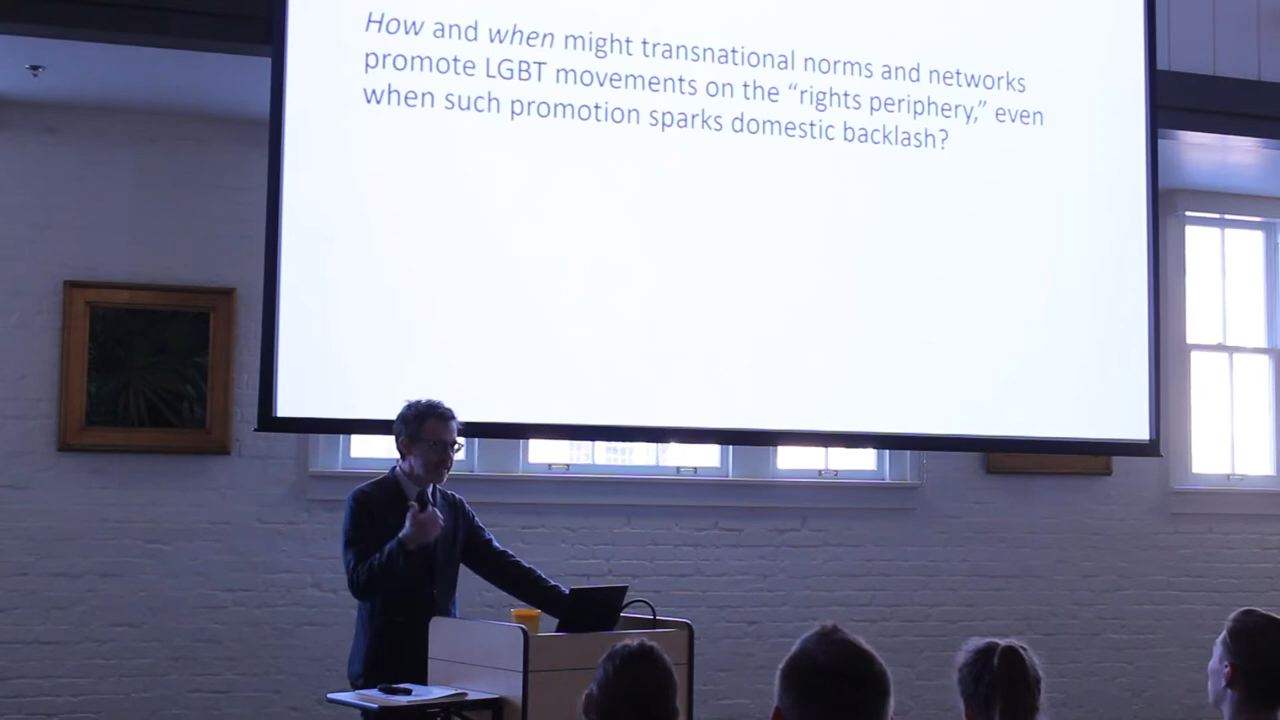 How and when might transnational norms and networks
promote LGBT movements on the “rights periphery,” even
when such promotion sparks domestic backlash?